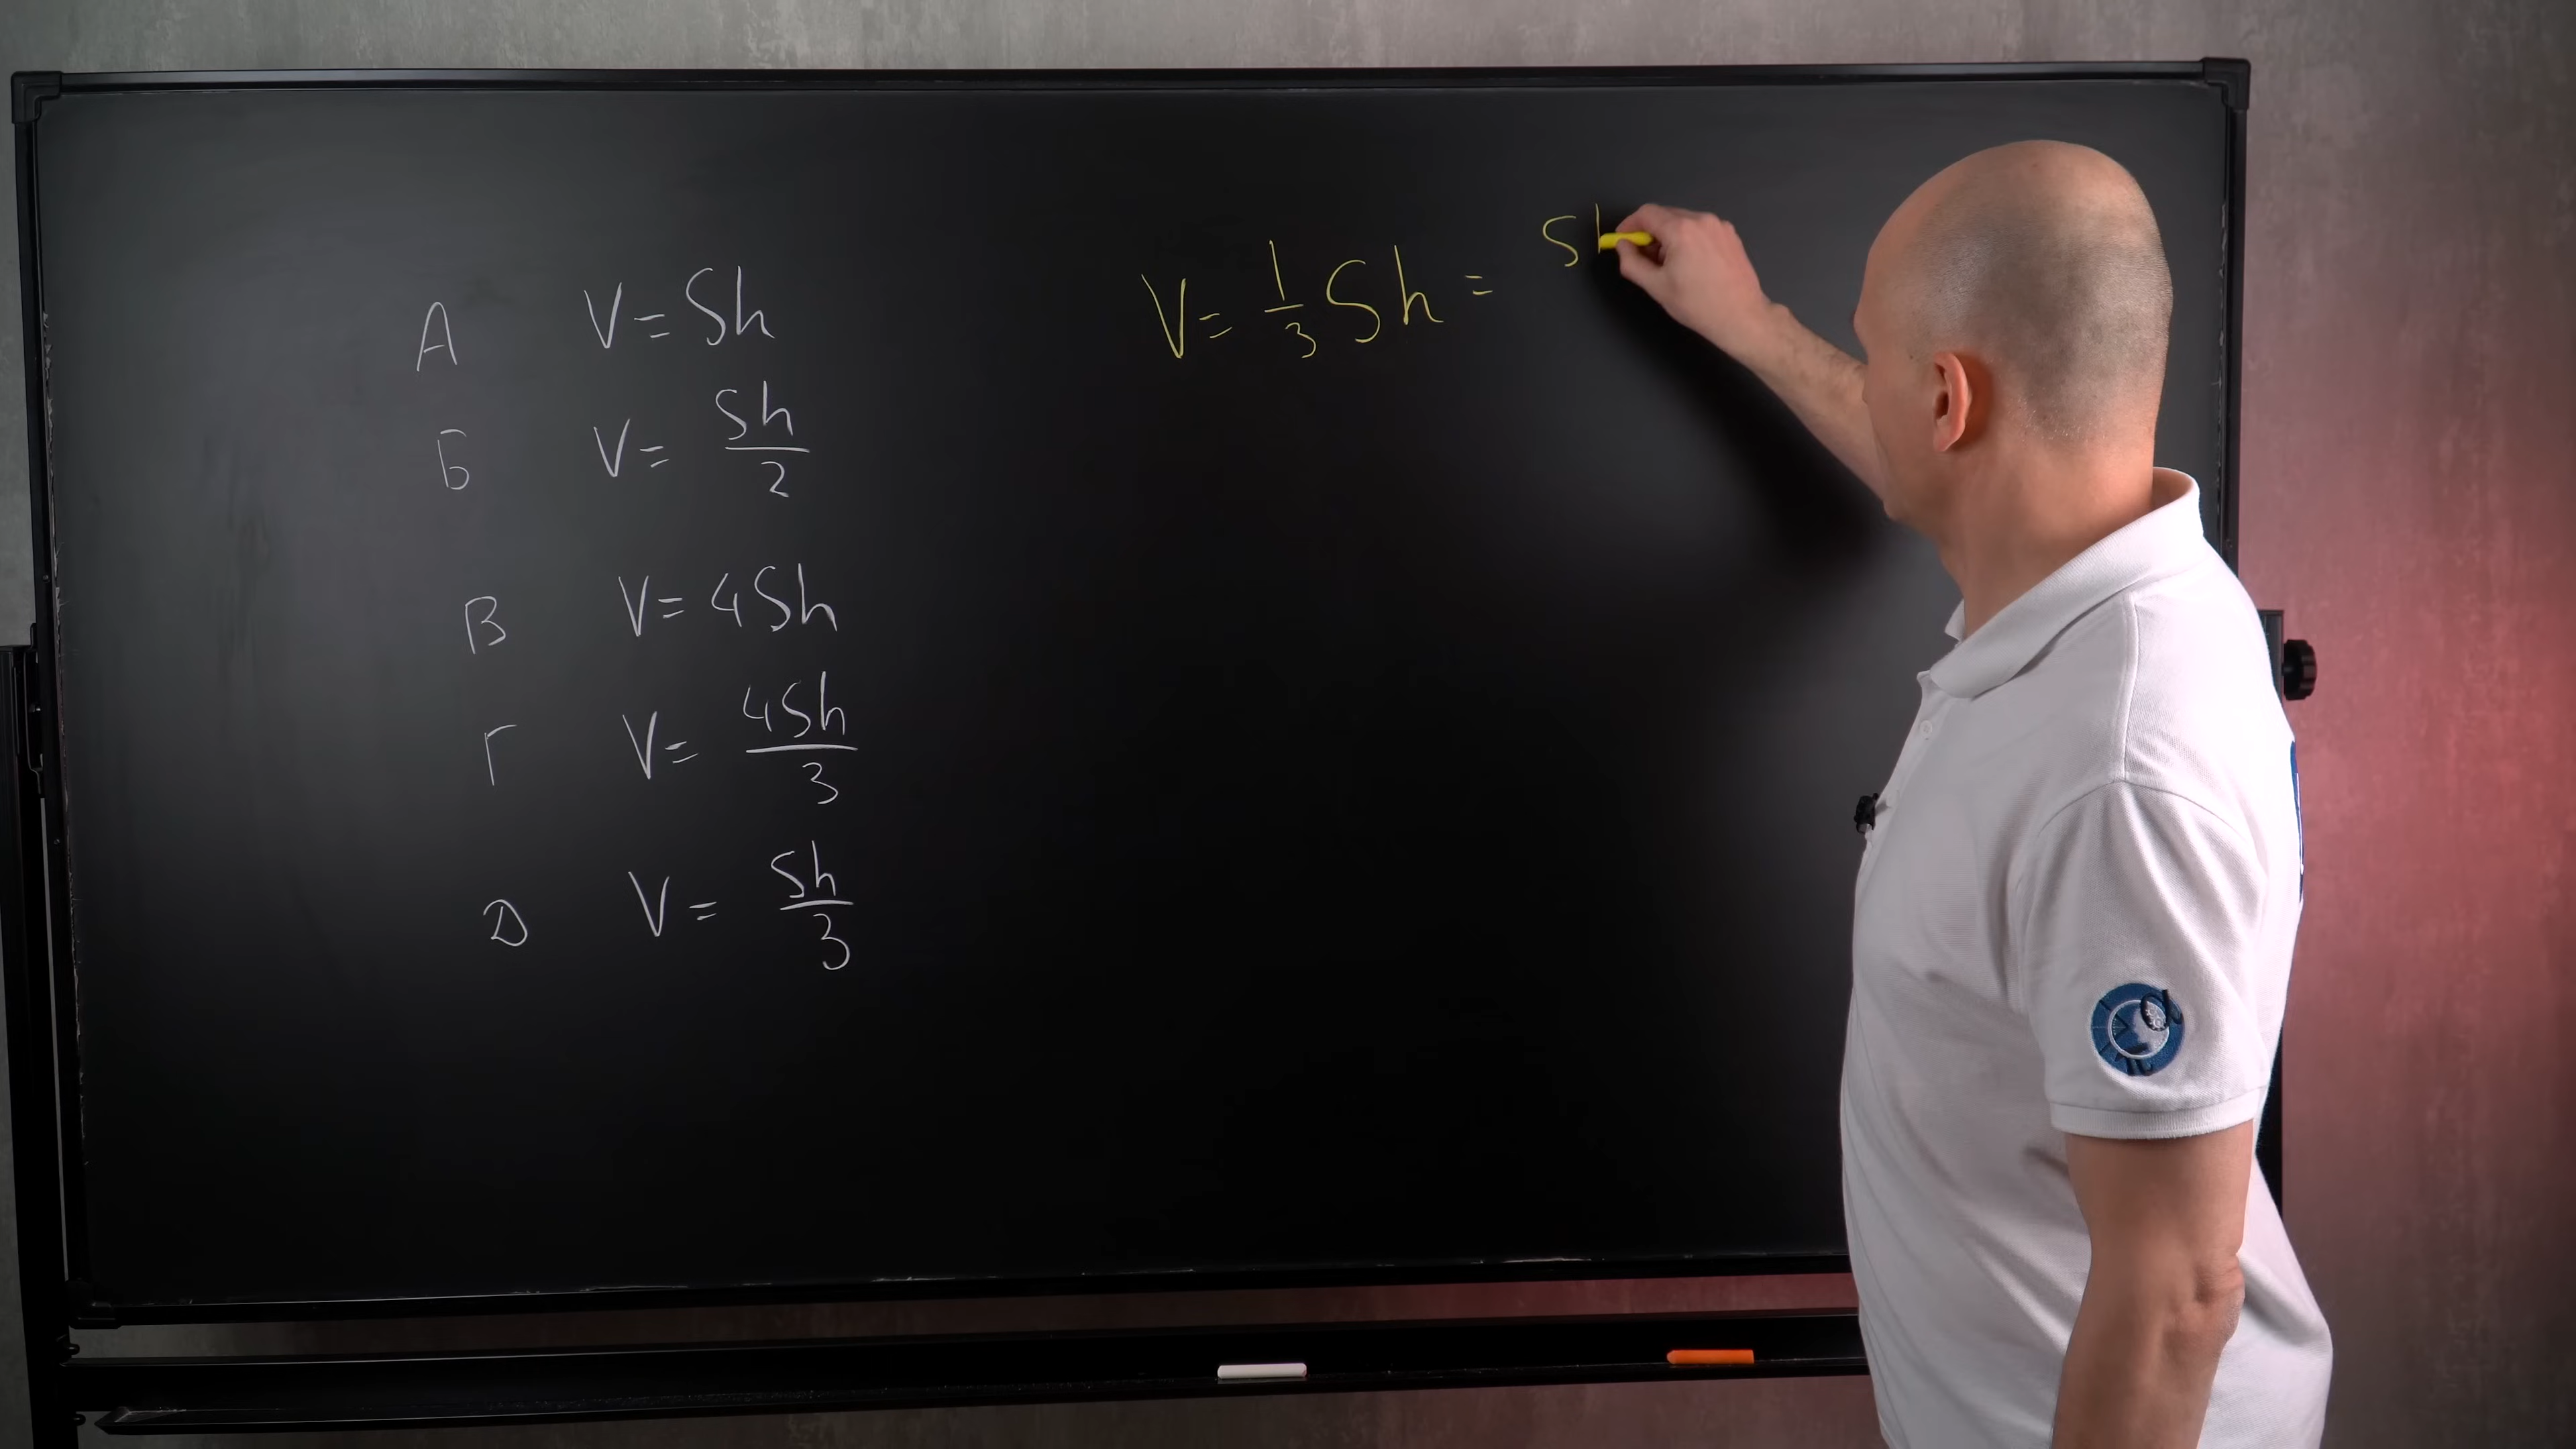 А V = Sh
Б V = Sh/2
В V = 4Sh
Г V = 4Sh/3
D V = Sh/3
V = 1/3 Sh = Sh